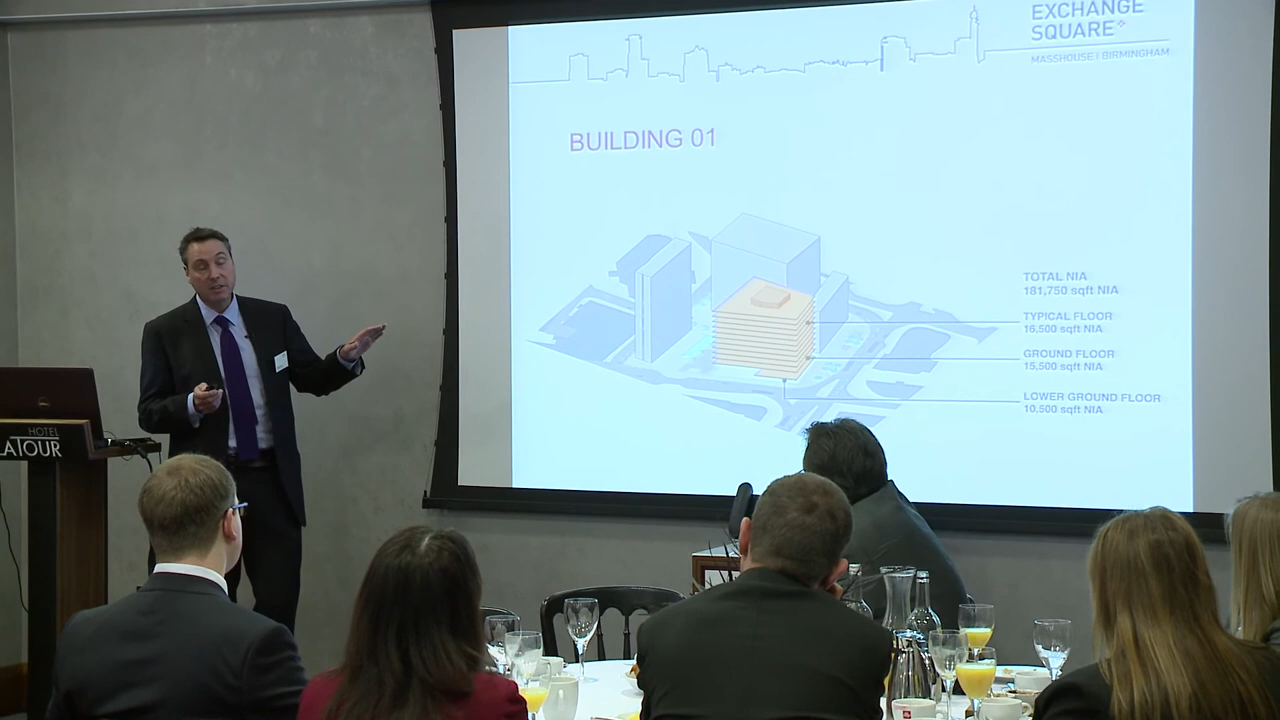 EXCHANGE
SQUARE
MASSHOUSE | BIRMINGHAM
BUILDING 01
TOTAL NIA
181,750 sqft NIA
TYPICAL FLOOR
16,500 sqft NIA
GROUND FLOOR
15,500 sqft NIA
LOWER GROUND FLOOR
10,500 sqft NIA
HOTEL
LATOUR